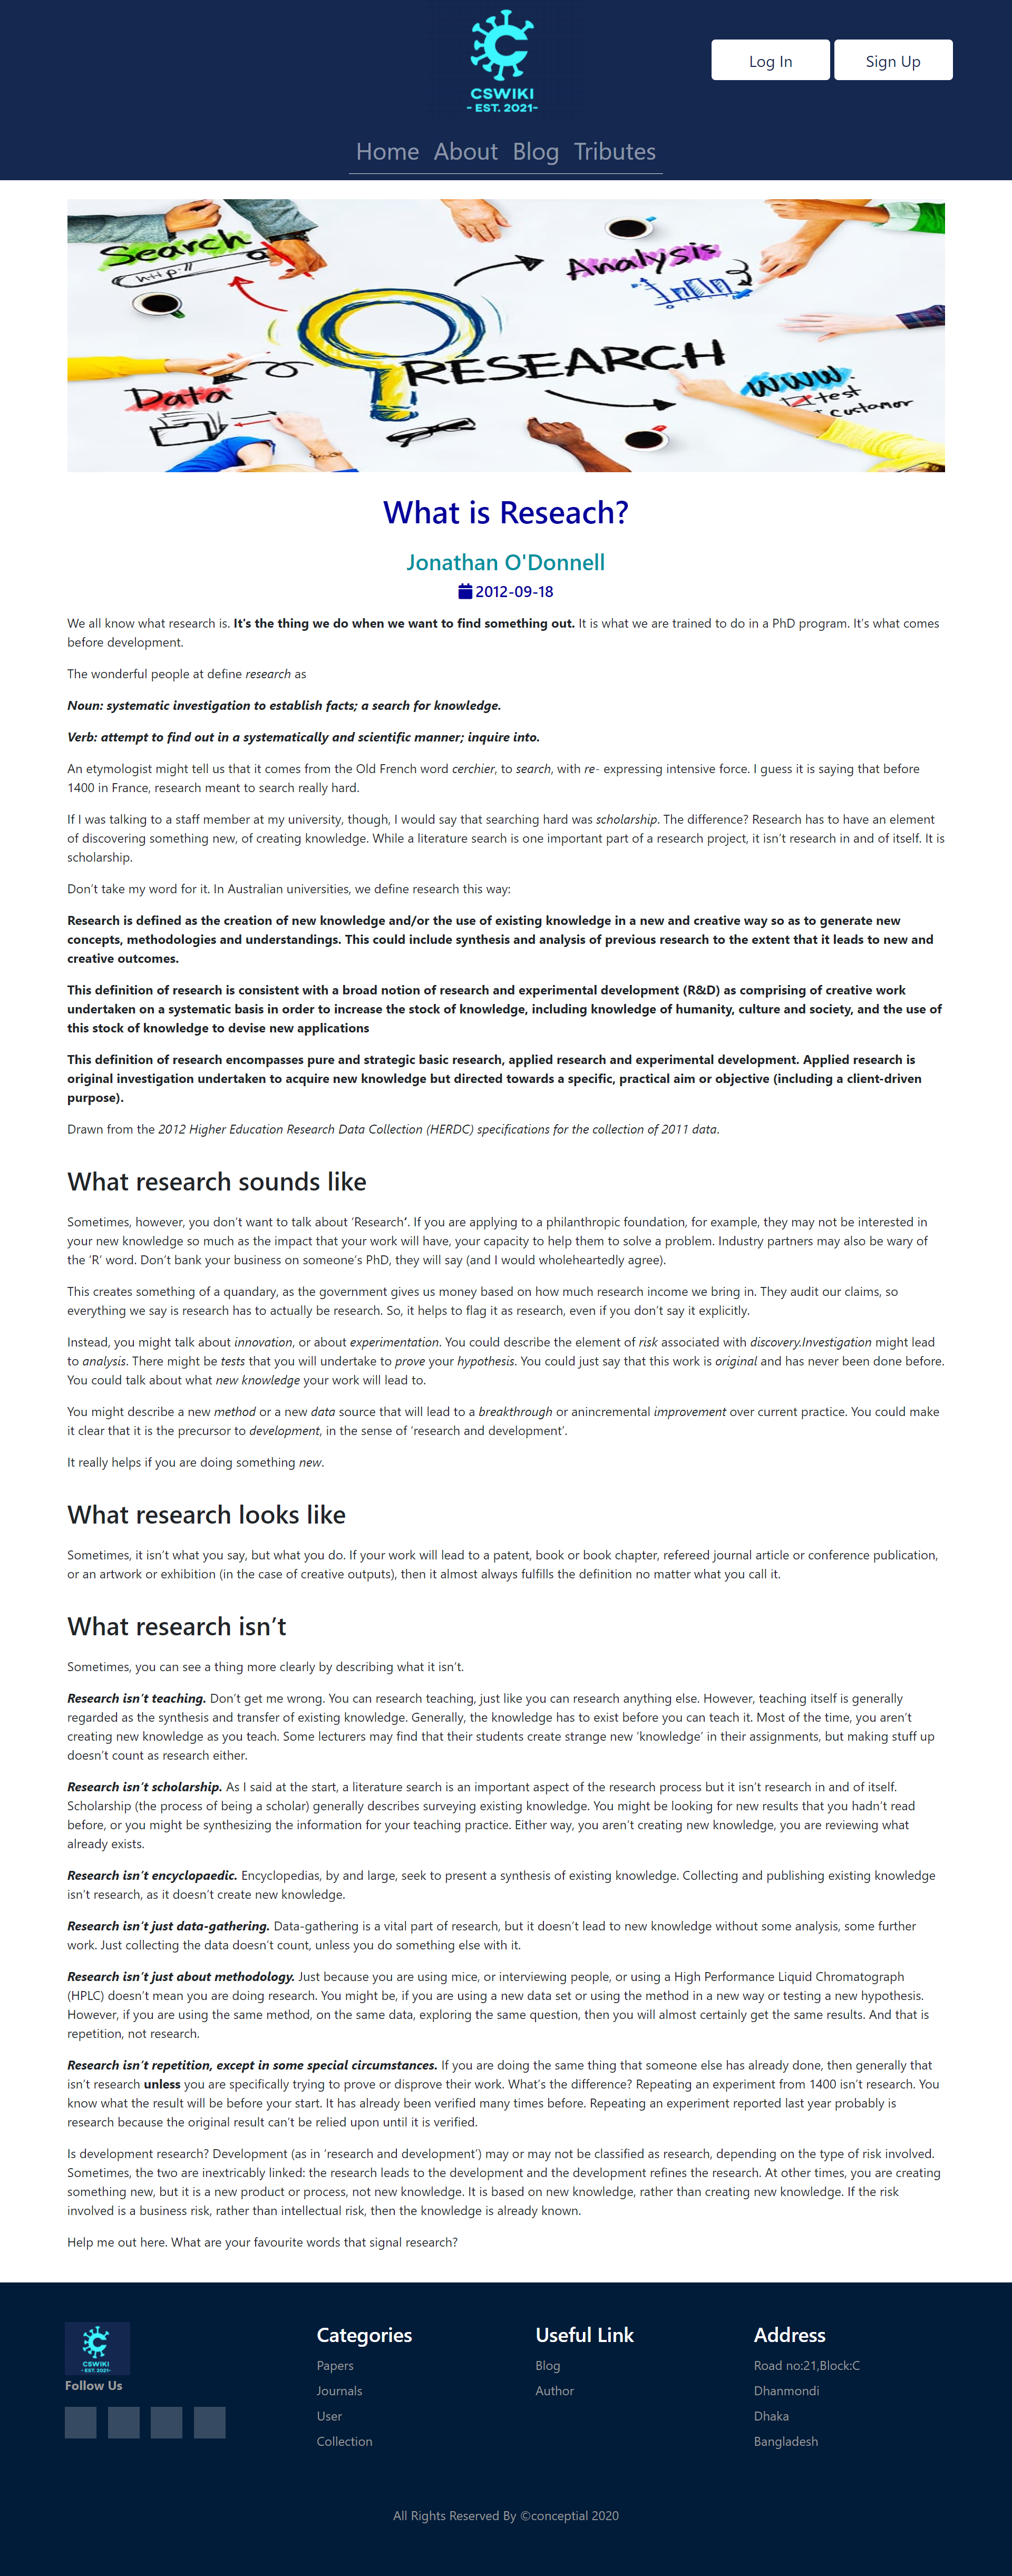 CSWIKI
- EST. 2021-
Log In
Sign Up
Home About Blog Tributes
Search
http://
Analysis
RESEARCH
Data
www.
test
customor
What is Reseach?
Jonathan O'Donnell
2012-09-18
We all know what research is. It's the thing we do when we want to find something out. It is what we are trained to do in a PhD program. It's what comes
before development.
The wonderful people at define research as
Noun: systematic investigation to establish facts; a search for knowledge.
Verb: attempt to find out in a systematically and scientific manner; inquire into.
An etymologist might tell us that it comes from the Old French word cerchier, to search, with re- expressing intensive force. I guess it is saying that before
1400 in France, research meant to search really hard.
If I was talking to a staff member at my university, though, I would say that searching hard was scholarship. The difference? Research has to have an element
of discovering something new, of creating knowledge. While a literature search is one important part of a research project, it isn't research in and of itself. It is
scholarship.
Don't take my word for it. In Australian universities, we define research this way:
Research is defined as the creation of new knowledge and/or the use of existing knowledge in a new and creative way so as to generate new
concepts, methodologies and understandings. This could include synthesis and analysis of previous research to the extent that it leads to new and
creative outcomes.
This definition of research is consistent with a broad notion of research and experimental development (R&D) as comprising of creative work
undertaken on a systematic basis in order to increase the stock of knowledge, including knowledge of humanity, culture and society, and the use of
this stock of knowledge to devise new applications
This definition of research encompasses pure and strategic basic research, applied research and experimental development. Applied research is
original investigation undertaken to acquire new knowledge but directed towards a specific, practical aim or objective (including a client-driven
purpose).
Drawn from the 2012 Higher Education Research Data Collection (HERDC) specifications for the collection of 2011 data.
What research sounds like
Sometimes, however, you don't want to talk about 'Research'. If you are applying to a philanthropic foundation, for example, they may not be interested in
your new knowledge so much as the impact that your work will have, your capacity to help them to solve a problem. Industry partners may also be wary of
the 'R' word. Don't bank your business on someone's PhD, they will say (and I would wholeheartedly agree).
This creates something of a quandary, as the government gives us money based on how much research income we bring in. They audit our claims, so
everything we say is research has to actually be research. So, it helps to flag it as research, even if you don't say it explicitly.
Instead, you might talk about innovation, or about experimentation. You could describe the element of risk associated with discovery.Investigation might lead
to analysis. There might be tests that you will undertake to prove your hypothesis. You could just say that this work is original and has never been done before.
You could talk about what new knowledge your work will lead to.
You might describe a new method or a new data source that will lead to a breakthrough or anincremental improvement over current practice. You could make
it clear that it is the precursor to development, in the sense of 'research and development'.
It really helps if you are doing something new.
What research looks like
Sometimes, it isn't what you say, but what you do. If your work will lead to a patent, book or book chapter, refereed journal article or conference publication,
or an artwork or exhibition (in the case of creative outputs), then it almost always fulfills the definition no matter what you call it.
What research isn't
Sometimes, you can see a thing more clearly by describing what it isn't.
Research isn't teaching. Don't get me wrong. You can research teaching, just like you can research anything else. However, teaching itself is generally
regarded as the synthesis and transfer of existing knowledge. Generally, the knowledge has to exist before you can teach it. Most of the time, you aren't
creating new knowledge as you teach. Some lecturers may find that their students create strange new 'knowledge' in their assignments, but making stuff up
doesn't count as research either.
Research isn't scholarship. As I said at the start, a literature search is an important aspect of the research process but it isn't research in and of itself.
Scholarship (the process of being a scholar) generally describes surveying existing knowledge. You might be looking for new results that you hadn't read
before, or you might be synthesizing the information for your teaching practice. Either way, you aren't creating new knowledge, you are reviewing what
already exists.
Research isn't encyclopaedic. Encyclopedias, by and large, seek to present a synthesis of existing knowledge. Collecting and publishing existing knowledge
isn't research, as it doesn't create new knowledge.
Research isn't just data-gathering. Data-gathering is a vital part of research, but it doesn't lead to new knowledge without some analysis, some further
work. Just collecting the data doesn't count, unless you do something else with it.
Research isn't just about methodology. Just because you are using mice, or interviewing people, or using a High Performance Liquid Chromatograph
(HPLC) doesn't mean you are doing research. You might be, if you are using a new data set or using the method in a new way or testing a new hypothesis.
However, if you are using the same method, on the same data, exploring the same question, then you will almost certainly get the same results. And that is
repetition, not research.
Research isn't repetition, except in some special circumstances. If you are doing the same thing that someone else has already done, then generally that
isn't research unless you are specifically trying to prove or disprove their work. What's the difference? Repeating an experiment from 1400 isn't research. You
know what the result will be before your start. It has already been verified many times before. Repeating an experiment reported last year probably is
research because the original result can't be relied upon until it is verified.
Is development research? Development (as in 'research and development') may or may not be classified as research, depending on the type of risk involved.
Sometimes, the two are inextricably linked: the research leads to the development and the development refines the research. At other times, you are creating
something new, but it is a new product or process, not new knowledge. It is based on new knowledge, rather than creating new knowledge. If the risk
involved is a business risk, rather than intellectual risk, then the knowledge is already known.
Help me out here. What are your favourite words that signal research?
CSWIKI
- EST. 2021-
Follow Us
Categories
Papers
Journals
User
Collection
Useful Link
Blog
Author
Address
Road no:21,Block:C
Dhanmondi
Dhaka
Bangladesh
All Rights Reserved By ©conceptial 2020